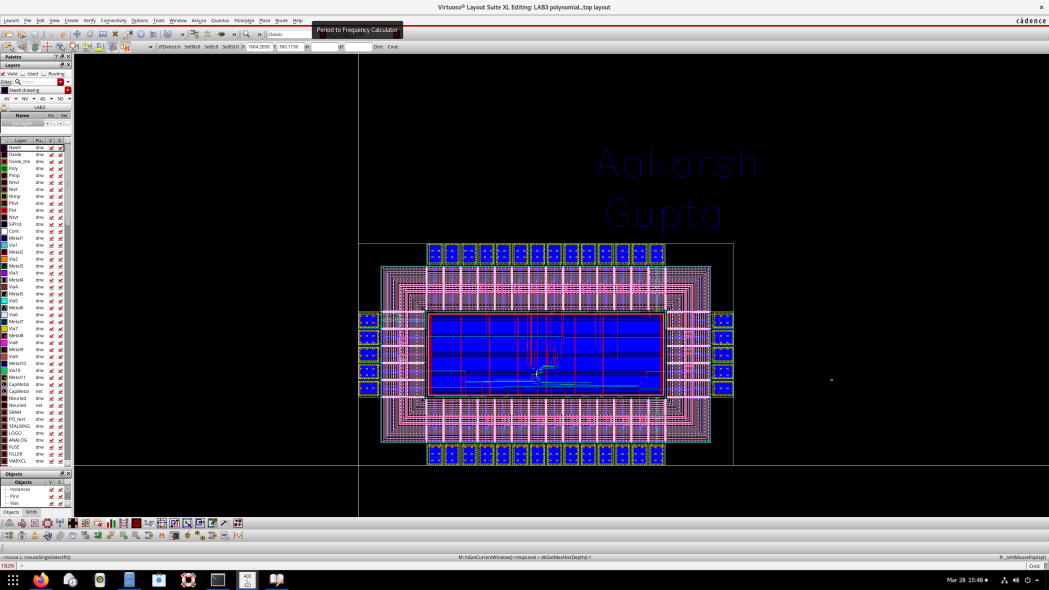 Virtuoso® Layout Suite XL Editing: LAB3 polynomial_top layout
Launch File Edit View Create Verify Connectivity Options Tools Window Assura Quantus Floorplan Place Route Help
cādence
Period to Frequency Calculator
Classic
(F)Select:0 Sel(N):0 Sel(I):0 Sel(O):0 X 1664.2650 Y 390.1150 dX dY Dist Cmd:
Palette
Layers
Valid Used Routing
Filter
Nwell drawing
AV NV AS NS
LAB3
Name Vis Sel
Layer Pu... V S
Nwell drw
Oxide drw
Oxide_thk drw
Poly drw
Pimp drw
Nhvt drw
Nlvt drw
Nimp drw
Phvt drw
Plvt drw
Nzvt drw
SiProt drw
Cont drw
Metal1 drw
Via1 drw
Metal2 drw
Via2 drw
Metal3 drw
Via3 drw
Metal4 drw
Via4 drw
Metal5 drw
Via5 drw
Metal6 drw
Via6 drw
Metal7 drw
Via7 drw
Metal8 drw
Via8 drw
Metal9 drw
Via9 drw
Metal10 drw
Via10 drw
Metal11 drw
CapMetal drw
CapMetal net
Nburied drw
Nburied net
SRAM drw
PO_text drw
SEALRING drw
LOGO drw
ANALOG drw
FUSE drw
FILLER drw
VIAEXCL drw
Objects
Objects V S
Instances
Pins
Vias
Objects Grids
Aakarsh
Gupta
mouse L: mouseSingleSelectPt()
M: hiGetCurrentWindow()->topLevel ~ dbGetMaxHierDepth()-1
R: _lxHiMousePopUp()
13(29) >
Cmd:
Mar 28 15:48